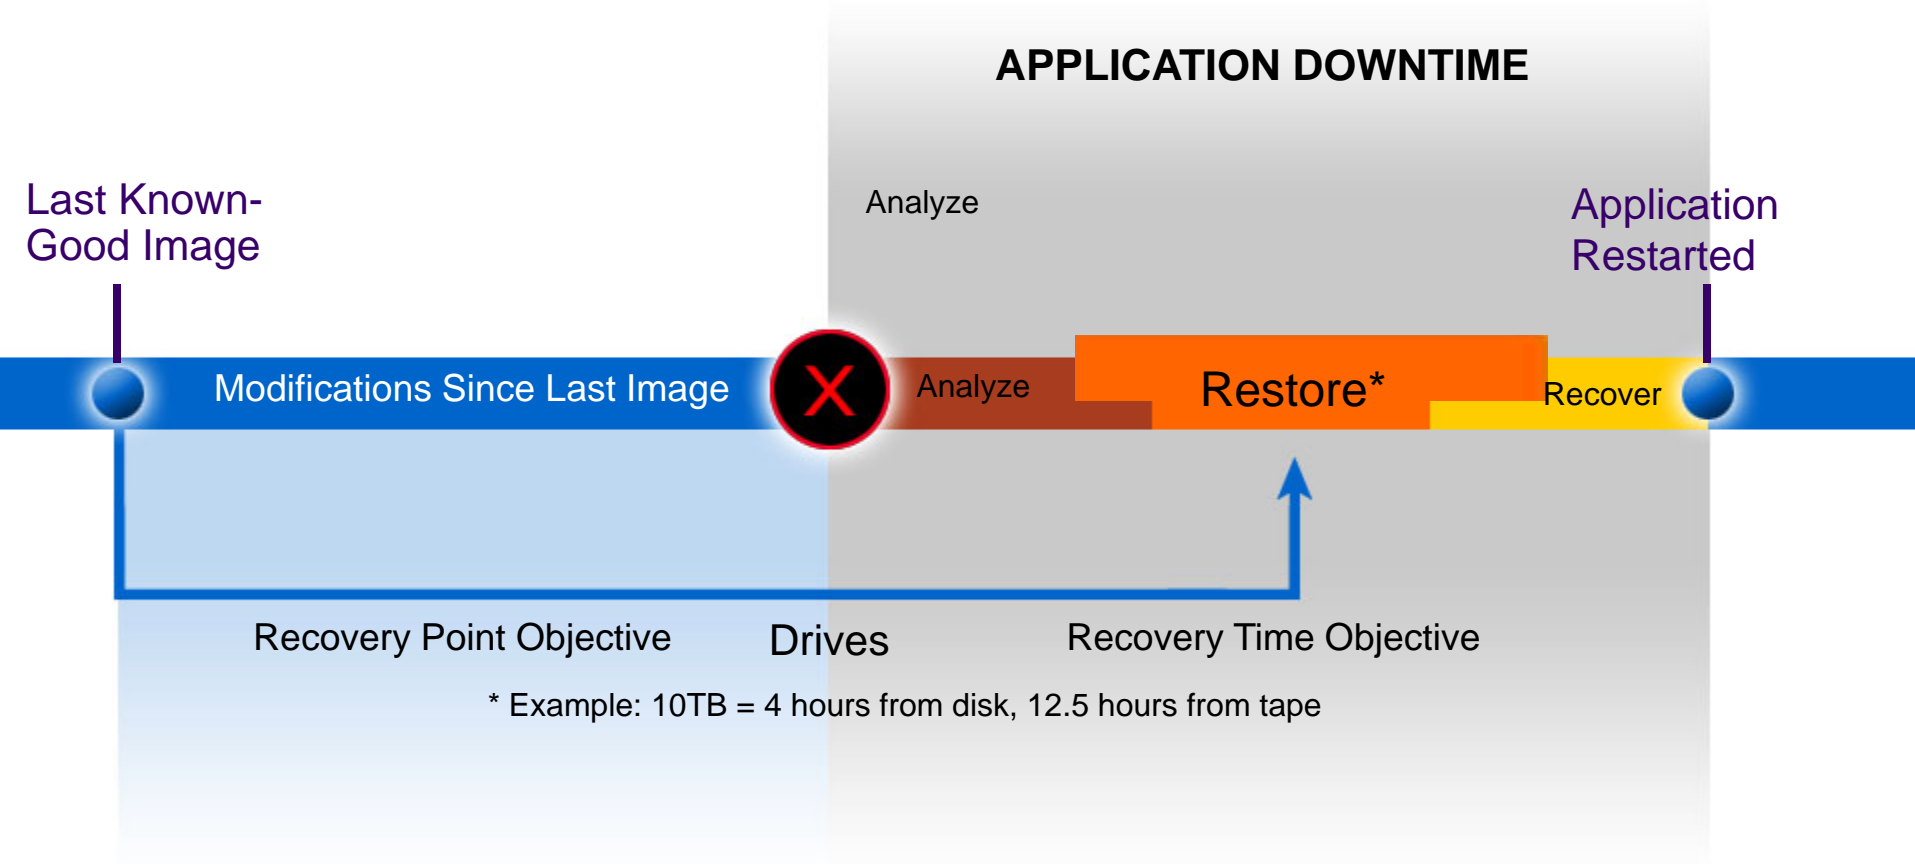 APPLICATION DOWNTIME
Last Known-
Good Image
Analyze
Application
Restarted
Modifications Since Last Image
X
Analyze
Restore*
Recover
Recovery Point Objective
Drives
Recovery Time Objective
* Example: 10TB = 4 hours from disk, 12.5 hours from tape